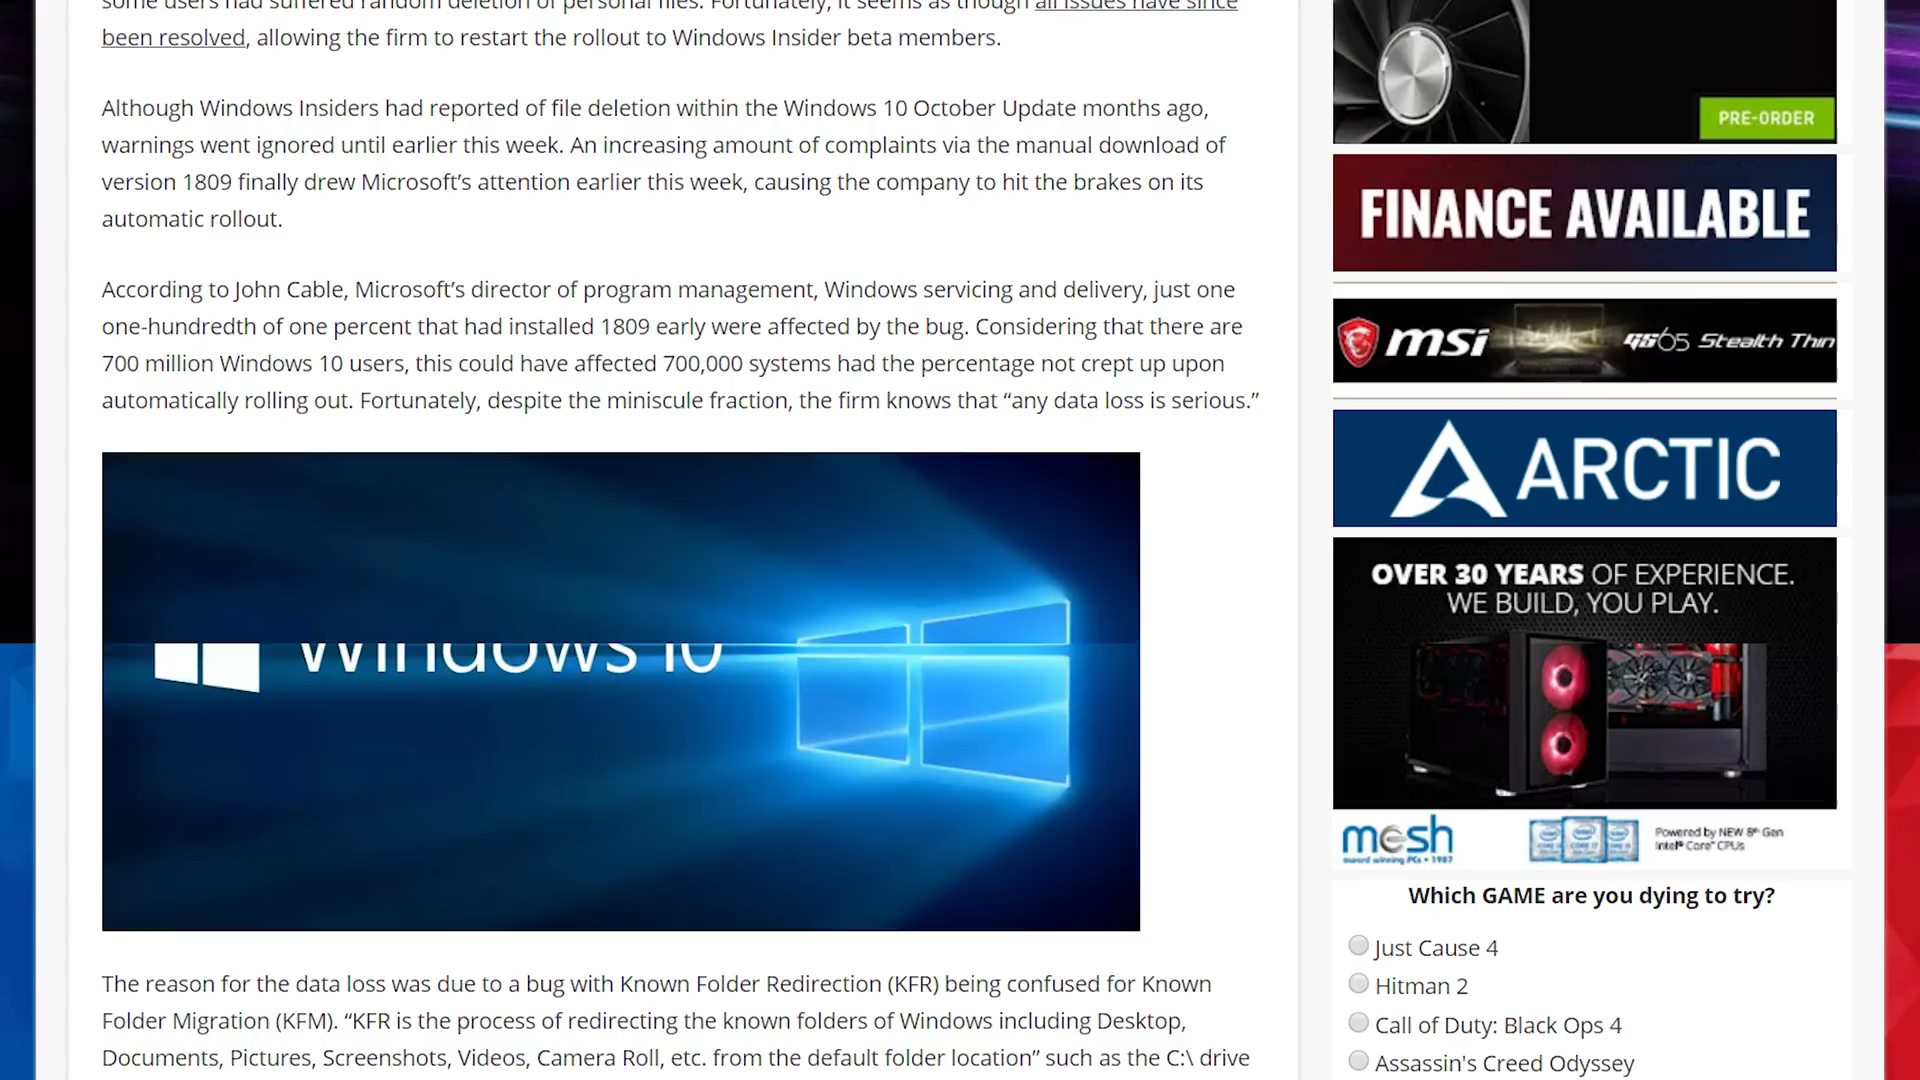 some users had suffered random deletion of personal files. Fortunately, it seems as though all issues have since
been resolved, allowing the firm to restart the rollout to Windows Insider beta members.
Although Windows Insiders had reported of file deletion within the Windows 10 October Update months ago,
warnings went ignored until earlier this week. An increasing amount of complaints via the manual download of
version 1809 finally drew Microsoft’s attention earlier this week, causing the company to hit the brakes on its
automatic rollout.
According to John Cable, Microsoft’s director of program management, Windows servicing and delivery, just one
one-hundredth of one percent that had installed 1809 early were affected by the bug. Considering that there are
700 million Windows 10 users, this could have affected 700,000 systems had the percentage not crept up upon
automatically rolling out. Fortunately, despite the miniscule fraction, the firm knows that “any data loss is serious.”
Windows 10
The reason for the data loss was due to a bug with Known Folder Redirection (KFR) being confused for Known
Folder Migration (KFM). “KFR is the process of redirecting the known folders of Windows including Desktop,
Documents, Pictures, Screenshots, Videos, Camera Roll, etc. from the default folder location” such as the C:\ drive
PRE-ORDER
FINANCE AVAILABLE
msi GS65 Stealth Thin
ARCTIC
OVER 30 YEARS OF EXPERIENCE.
WE BUILD, YOU PLAY.
mesh
award winning PCs • 1987
Powered by NEW 8th Gen
Intel® Core™ CPUs
Which GAME are you dying to try?
Just Cause 4
Hitman 2
Call of Duty: Black Ops 4
Assassin's Creed Odyssey